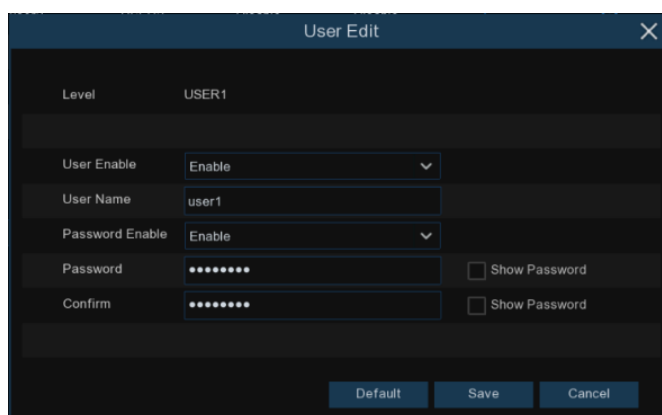 User Edit
Level USER1
User Enable Enable
User Name user1
Password Enable Enable
Password •••••••• Show Password
Confirm •••••••• Show Password
Default Save Cancel